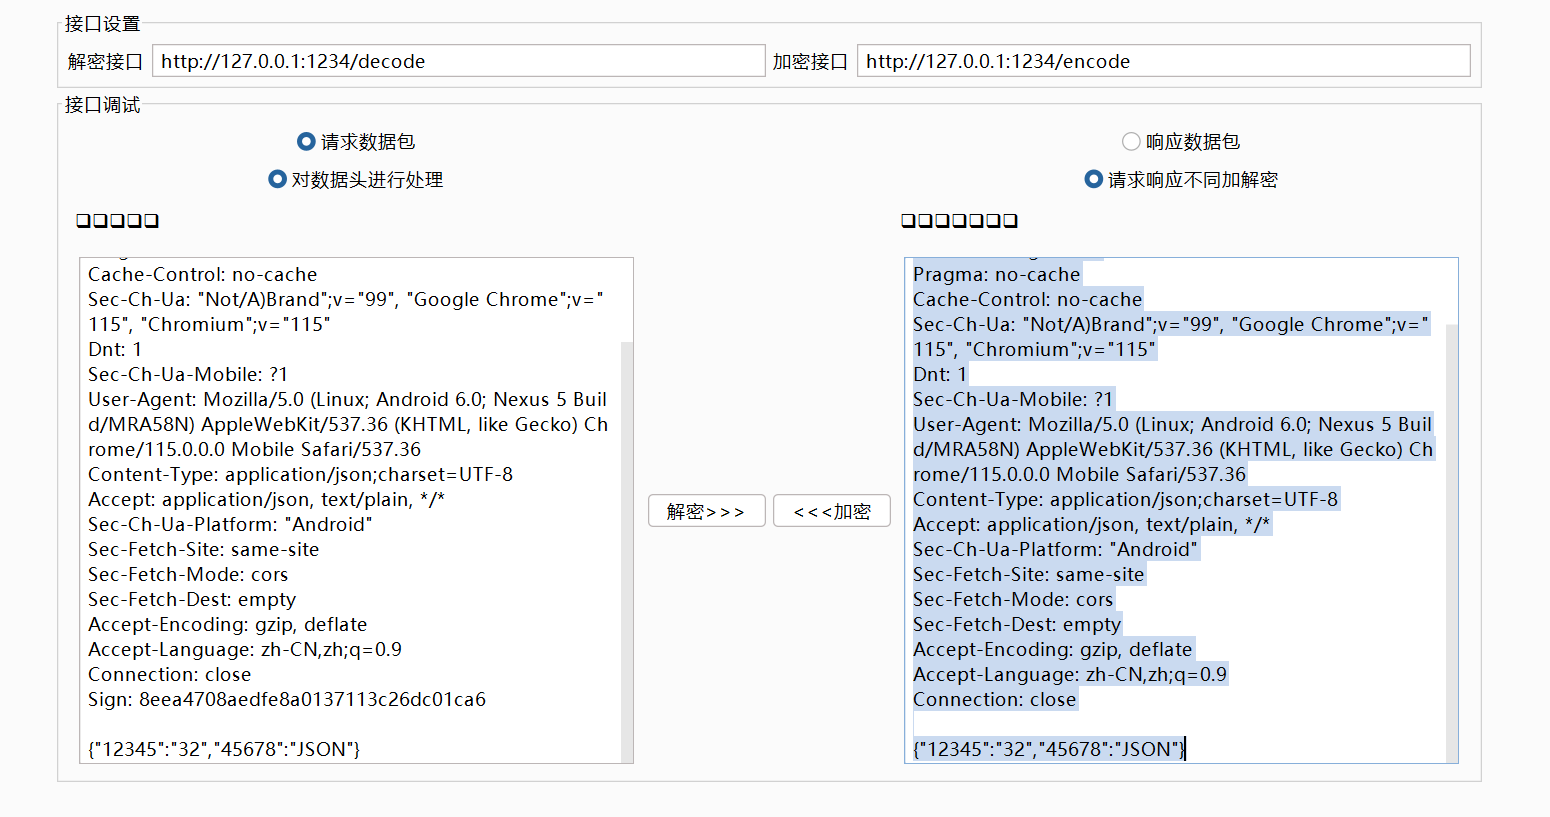 接口设置
解密接口 http://127.0.0.1:1234/decode 加密接口 http://127.0.0.1:1234/encode
接口调试
请求数据包 响应数据包
对数据头进行处理 请求响应不同加解密
Cache-Control: no-cache
Sec-Ch-Ua: "Not/A)Brand";v="99", "Google Chrome";v="
115", "Chromium";v="115"
Dnt: 1
Sec-Ch-Ua-Mobile: ?1
User-Agent: Mozilla/5.0 (Linux; Android 6.0; Nexus 5 Buil
d/MRA58N) AppleWebKit/537.36 (KHTML, like Gecko) Ch
rome/115.0.0.0 Mobile Safari/537.36
Content-Type: application/json;charset=UTF-8
Accept: application/json, text/plain, */*
Sec-Ch-Ua-Platform: "Android"
Sec-Fetch-Site: same-site
Sec-Fetch-Mode: cors
Sec-Fetch-Dest: empty
Accept-Encoding: gzip, deflate
Accept-Language: zh-CN,zh;q=0.9
Connection: close
Sign: 8eea4708aedfe8a0137113c26dc01ca6
{"12345":"32","45678":"JSON"}
解密>>> <<<加密
Pragma: no-cache
Cache-Control: no-cache
Sec-Ch-Ua: "Not/A)Brand";v="99", "Google Chrome";v="
115", "Chromium";v="115"
Dnt: 1
Sec-Ch-Ua-Mobile: ?1
User-Agent: Mozilla/5.0 (Linux; Android 6.0; Nexus 5 Buil
d/MRA58N) AppleWebKit/537.36 (KHTML, like Gecko) Ch
rome/115.0.0.0 Mobile Safari/537.36
Content-Type: application/json;charset=UTF-8
Accept: application/json, text/plain, */*
Sec-Ch-Ua-Platform: "Android"
Sec-Fetch-Site: same-site
Sec-Fetch-Mode: cors
Sec-Fetch-Dest: empty
Accept-Encoding: gzip, deflate
Accept-Language: zh-CN,zh;q=0.9
Connection: close
{"12345":"32","45678":"JSON"}